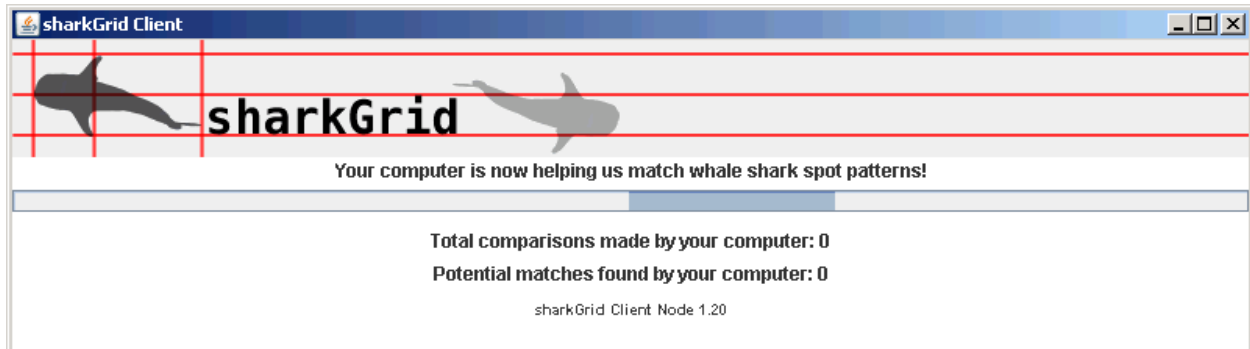 sharkGrid Client
sharkGrid
Your computer is now helping us match whale shark spot patterns!
Total comparisons made by your computer: 0
Potential matches found by your computer: 0
sharkGrid Client Node 1.20